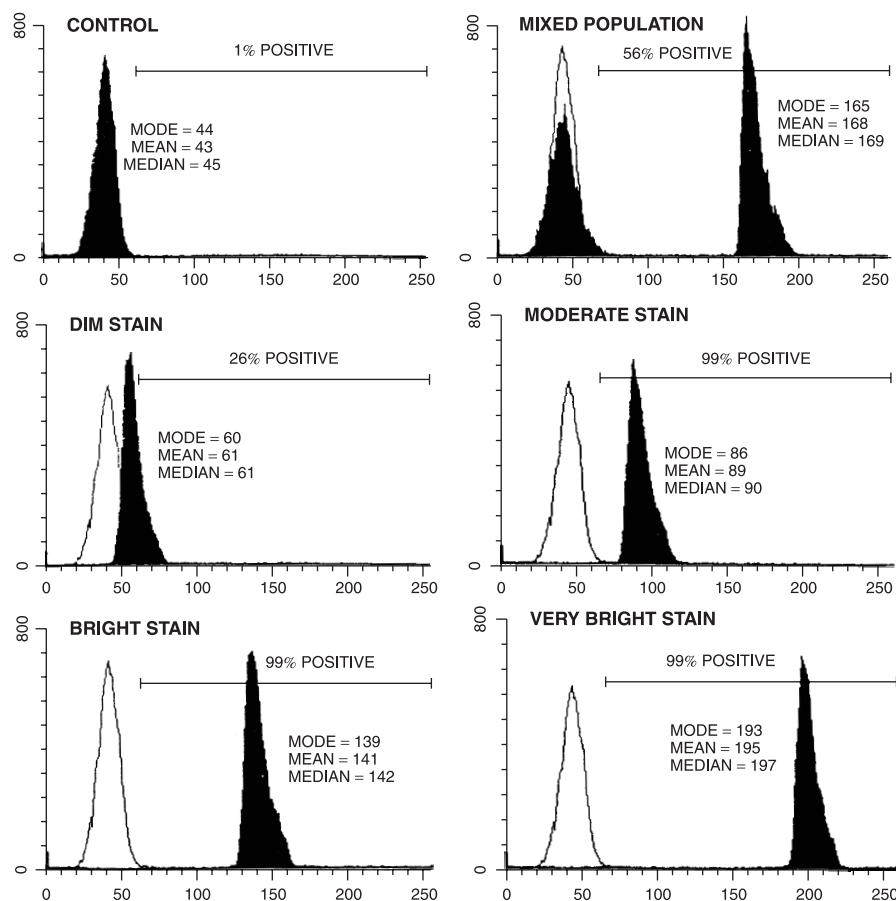 800
CONTROL
1% POSITIVE
MODE = 44
MEAN = 43
MEDIAN = 45
0
0 50 100 150 200 250
800
MIXED POPULATION
56% POSITIVE
MODE = 165
MEAN = 168
MEDIAN = 169
0
0 50 100 150 200 250
800
DIM STAIN
26% POSITIVE
MODE = 60
MEAN = 61
MEDIAN = 61
0
0 50 100 150 200 250
800
MODERATE STAIN
99% POSITIVE
MODE = 86
MEAN = 89
MEDIAN = 90
0
0 50 100 150 200 250
800
BRIGHT STAIN
99% POSITIVE
MODE = 139
MEAN = 141
MEDIAN = 142
0
0 50 100 150 200 250
800
VERY BRIGHT STAIN
99% POSITIVE
MODE = 193
MEAN = 195
MEDIAN = 197
0
0 50 100 150 200 250